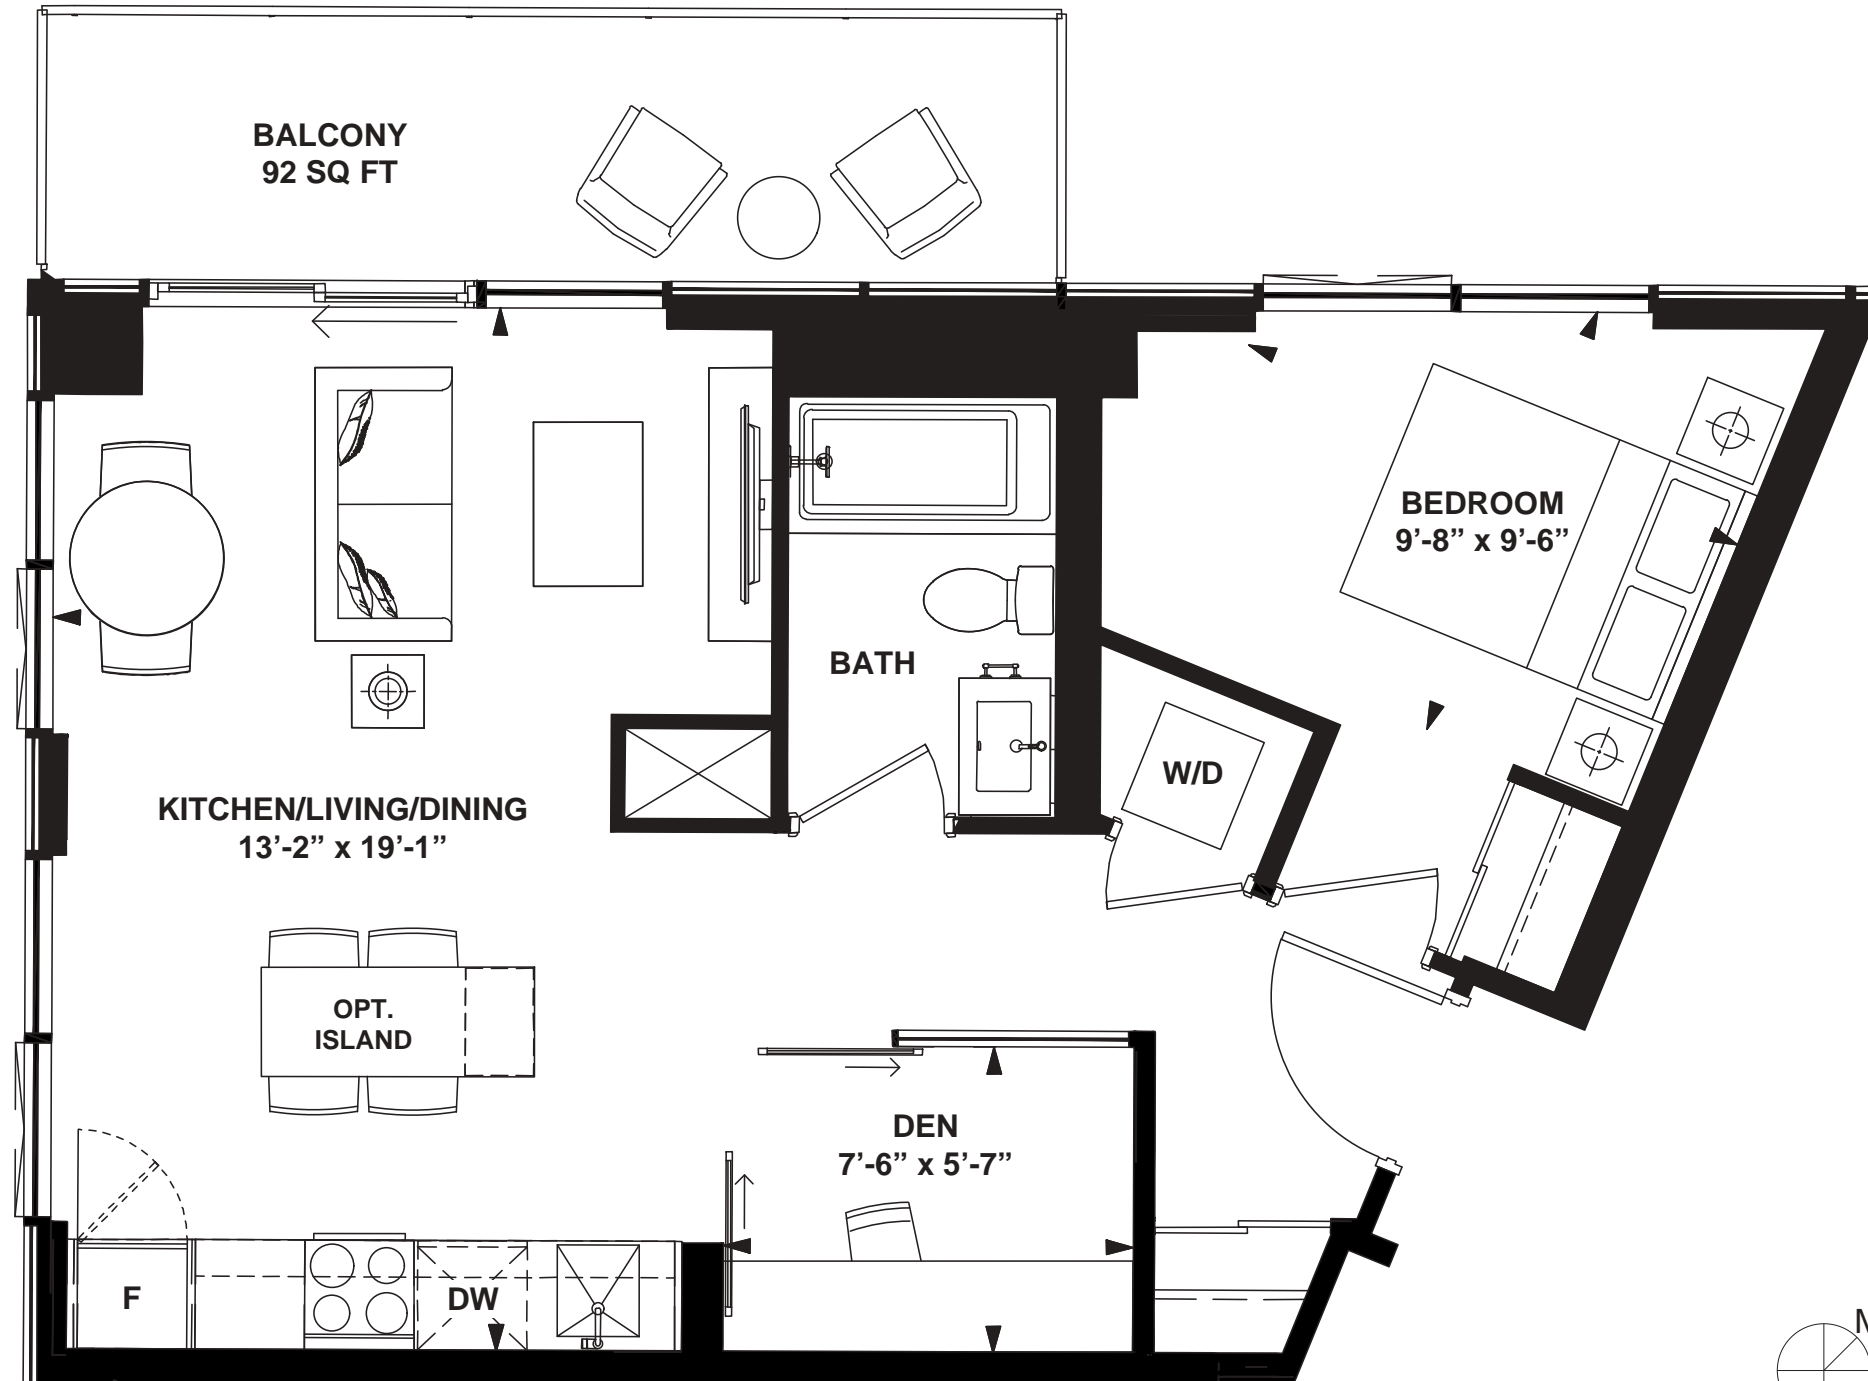 BALCONY
92 SQ FT
BEDROOM
9’-8” x 9’-6”
BATH
W/D
KITCHEN/LIVING/DINING
13’-2” x 19’-1”
OPT.
ISLAND
DEN
7’-6” x 5’-7”
F
DW